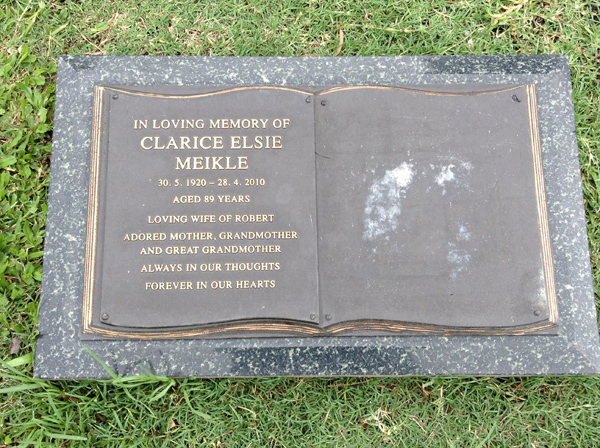 IN LOVING MEMORY OF
CLARICE ELSIE
MEIKLE
30. 5. 1920 – 28. 4. 2010
AGED 89 YEARS
LOVING WIFE OF ROBERT
ADORED MOTHER, GRANDMOTHER
AND GREAT GRANDMOTHER
ALWAYS IN OUR THOUGHTS
FOREVER IN OUR HEARTS